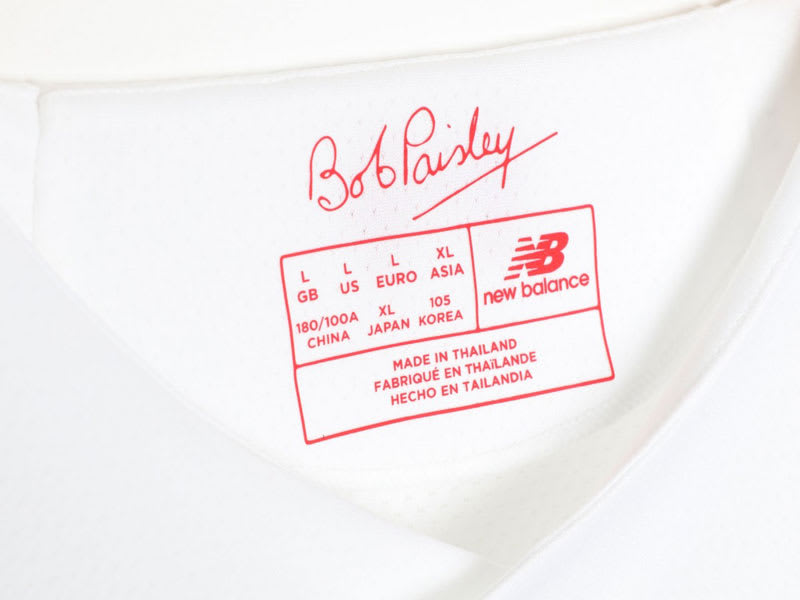 Bob Paisley
L L L XL
GB US EURO ASIA
180/100A XL 105
CHINA JAPAN KOREA
NB
new balance
MADE IN THAILAND
FABRIQUÉ EN THAÏLANDE
HECHO EN TAILANDIA